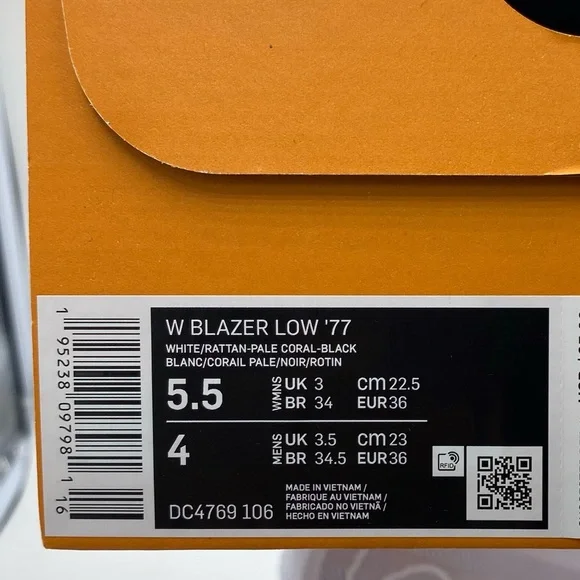 W BLAZER LOW '77
WHITE/RATTAN-PALE CORAL-BLACK
BLANC/CORAIL PALE/NOIR/ROTIN
5.5 WMNS UK 3 cm 22.5
BR 34 EUR 36
4 MENS UK 3.5 cm 23
BR 34.5 EUR 36
RFID
MADE IN VIETNAM /
FABRIQUE AU VIETNAM /
FABRICADO NO VIETNÃ /
HECHO EN VIETNAM
DC4769 106
1 95238 09798 1 16